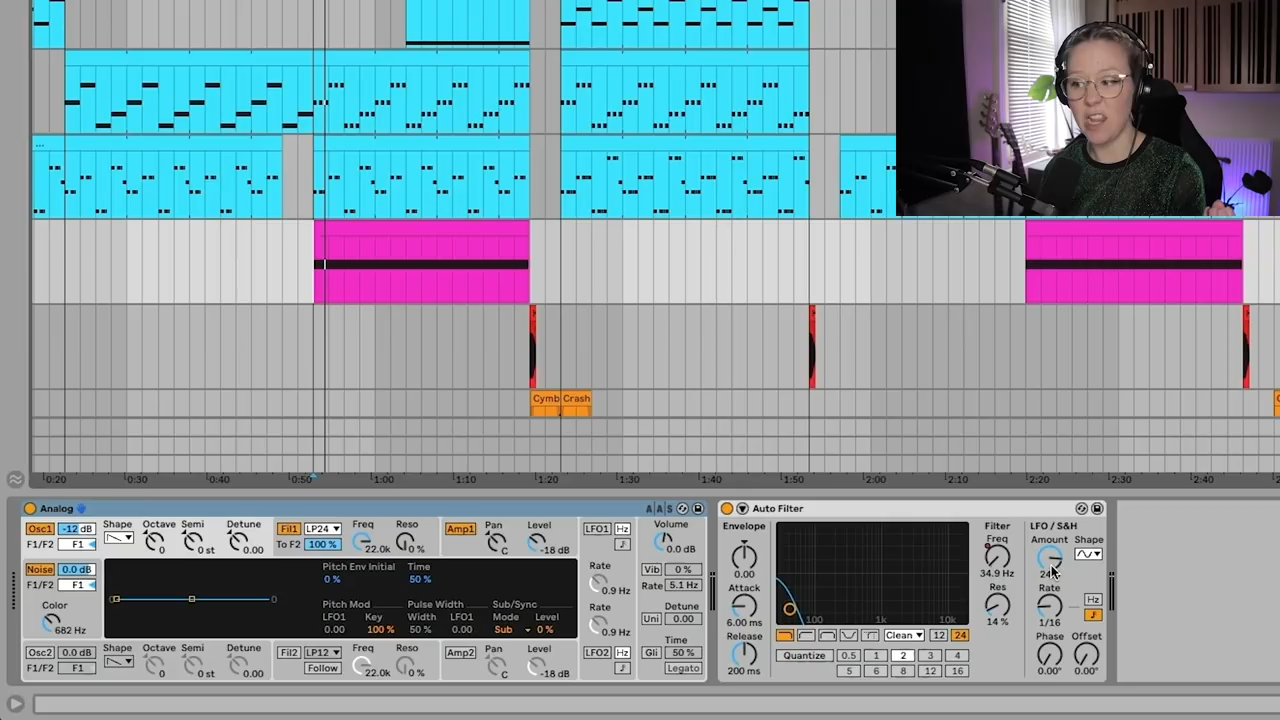 ...
Cymb Crash
0:20 0:30 0:40 0:50 1:00 1:10 1:20 1:30 1:40 1:50 2:00 2:10 2:20 2:30 2:40
Analog
Osc1 -12 dB Shape Octave Semi Detune
F1/F2 F1 0 0 st 0.00
Noise 0.0 dB
F1/F2 F1
Color
682 Hz
Osc2 0.0 dB Shape Octave Semi Detune
F1/F2 F1 0 0 st 0.00
Fil1 LP24 Freq Reso
To F2 100 % 22.0k 0 %
Pitch Env Initial Time
0 % 50 %
Pitch Mod Pulse Width Sub/Sync
LFO1 Key Width LFO1 Mode Level
0.00 100 % 50 % 0.00 Sub 0 %
Fil2 LP12 Freq Reso
Follow 22.0k 0 %
Amp1 Pan Level
C -18 dB
Amp2 Pan Level
C -18 dB
LFO1 Hz
Rate
0.9 Hz
Rate
0.9 Hz
LFO2 Hz
Volume
0.0 dB
Vib 0 %
Rate 5.1 Hz
Detune
Uni 0.00
Time
Gli 50 %
Legato
Auto Filter
Envelope
0.00
Attack
6.00 ms
Release
200 ms
100 1k 10k
Clean 12 24
Quantize 0.5 1 2 3 4
5 6 8 12 16
Filter
Freq
34.9 Hz
Res
14 %
LFO / S&H
Amount Shape
Rate Hz
1/16
Phase Offset
0.00° 0.00°